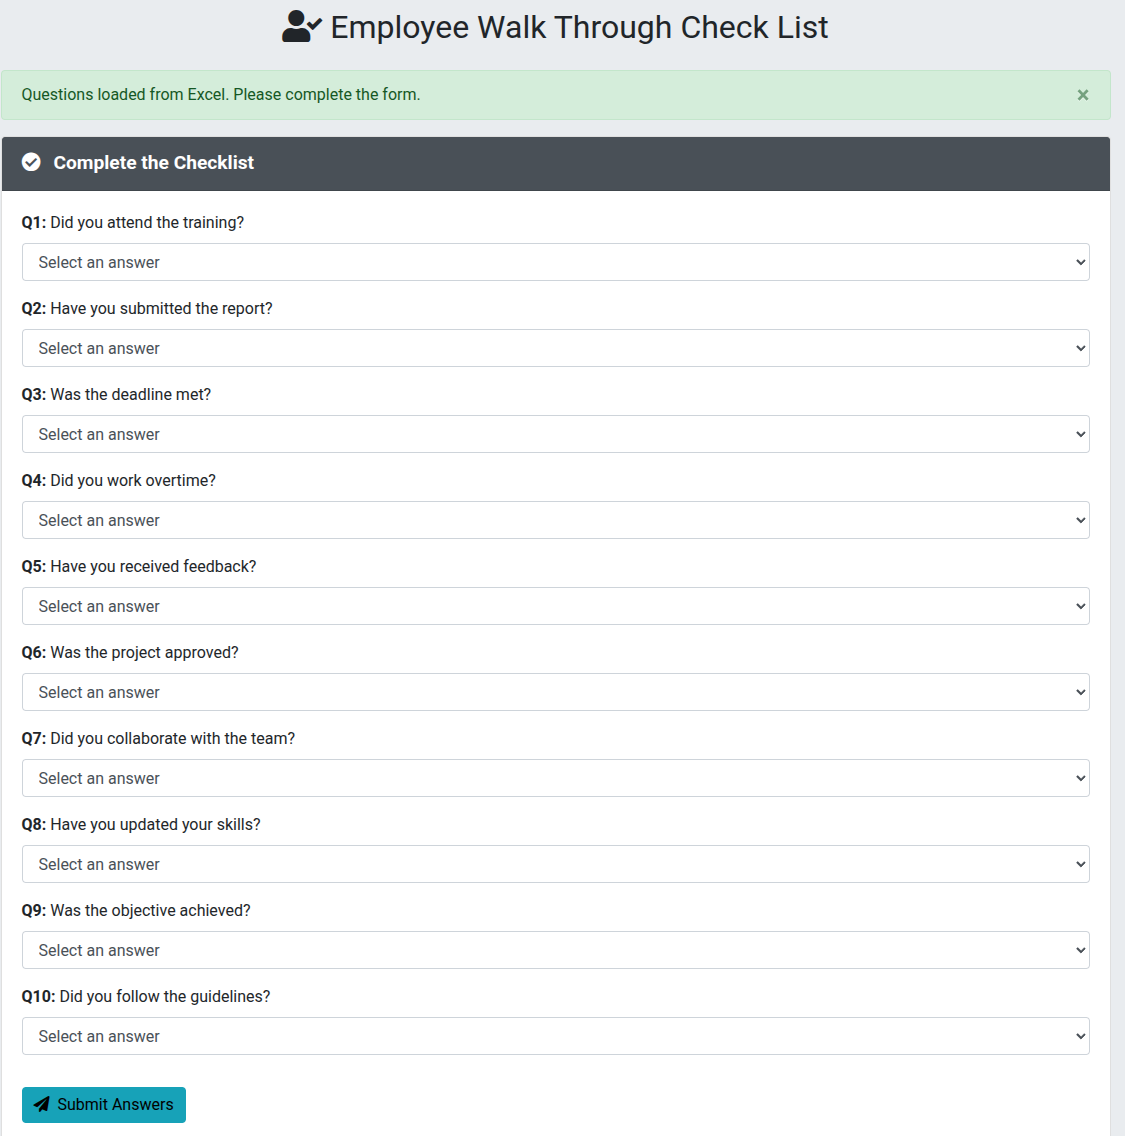 Employee Walk Through Check List
Questions loaded from Excel. Please complete the form. ×
Complete the Checklist
Q1: Did you attend the training?
Select an answer
Q2: Have you submitted the report?
Select an answer
Q3: Was the deadline met?
Select an answer
Q4: Did you work overtime?
Select an answer
Q5: Have you received feedback?
Select an answer
Q6: Was the project approved?
Select an answer
Q7: Did you collaborate with the team?
Select an answer
Q8: Have you updated your skills?
Select an answer
Q9: Was the objective achieved?
Select an answer
Q10: Did you follow the guidelines?
Select an answer
Submit Answers